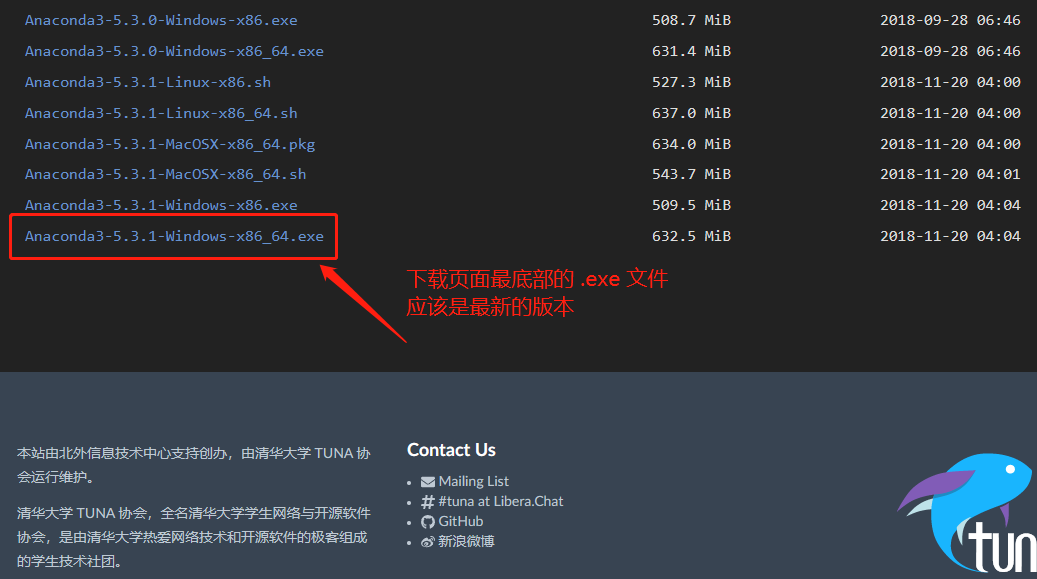 Anaconda3-5.3.0-Windows-x86.exe 508.7 MiB 2018-09-28 06:46
Anaconda3-5.3.0-Windows-x86_64.exe 631.4 MiB 2018-09-28 06:46
Anaconda3-5.3.1-Linux-x86.sh 527.3 MiB 2018-11-20 04:00
Anaconda3-5.3.1-Linux-x86_64.sh 637.0 MiB 2018-11-20 04:00
Anaconda3-5.3.1-MacOSX-x86_64.pkg 634.0 MiB 2018-11-20 04:00
Anaconda3-5.3.1-MacOSX-x86_64.sh 543.7 MiB 2018-11-20 04:01
Anaconda3-5.3.1-Windows-x86.exe 509.5 MiB 2018-11-20 04:04
Anaconda3-5.3.1-Windows-x86_64.exe 632.5 MiB 2018-11-20 04:04
下载页面最底部的 .exe 文件
应该是最新的版本
本站由北外信息技术中心支持创办，由清华大学 TUNA 协
会运行维护。
清华大学 TUNA 协会，全名清华大学学生网络与开源软件
协会，是由清华大学热爱网络技术和开源软件的极客组成
的学生技术社团。
Contact Us
Mailing List
#tuna at Libera.Chat
GitHub
新浪微博
tun